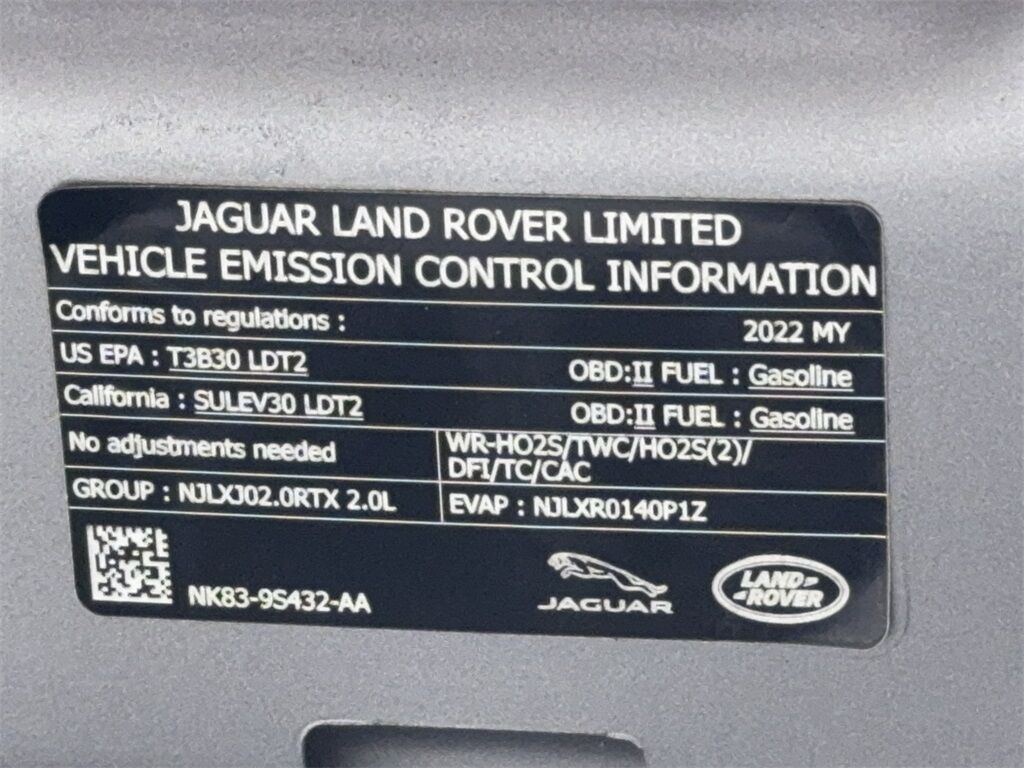 JAGUAR LAND ROVER LIMITED
VEHICLE EMISSION CONTROL INFORMATION
Conforms to regulations : 2022 MY
US EPA : T3B30 LDT2 OBD:II FUEL : Gasoline
California : SULEV30 LDT2 OBD:II FUEL : Gasoline
No adjustments needed
WR-HO2S/TWC/HO2S(2)/
DFI/TC/CAC
GROUP : NJLXJ02.0RTX 2.0L
EVAP : NJLXR0140P1Z
NK83-9S432-AA
JAGUAR
LAND-
-ROVER